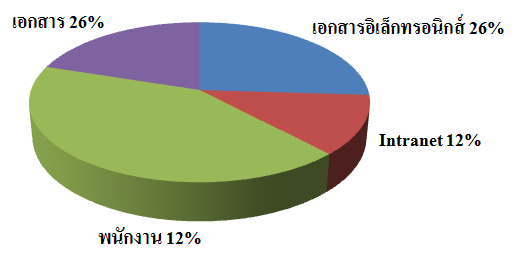 เอกสาร 26%
เอกสารอิเล็กทรอนิกส์ 26%
Intranet 12%
พนักงาน 12%